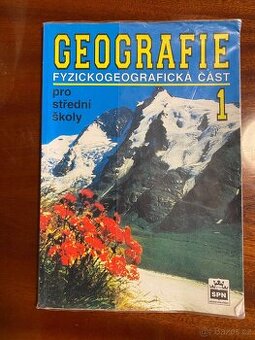 GEOGRAFIE
FYZICKOGEOGRAFICKÁ ČÁST
pro
střední
školy
1
SPN